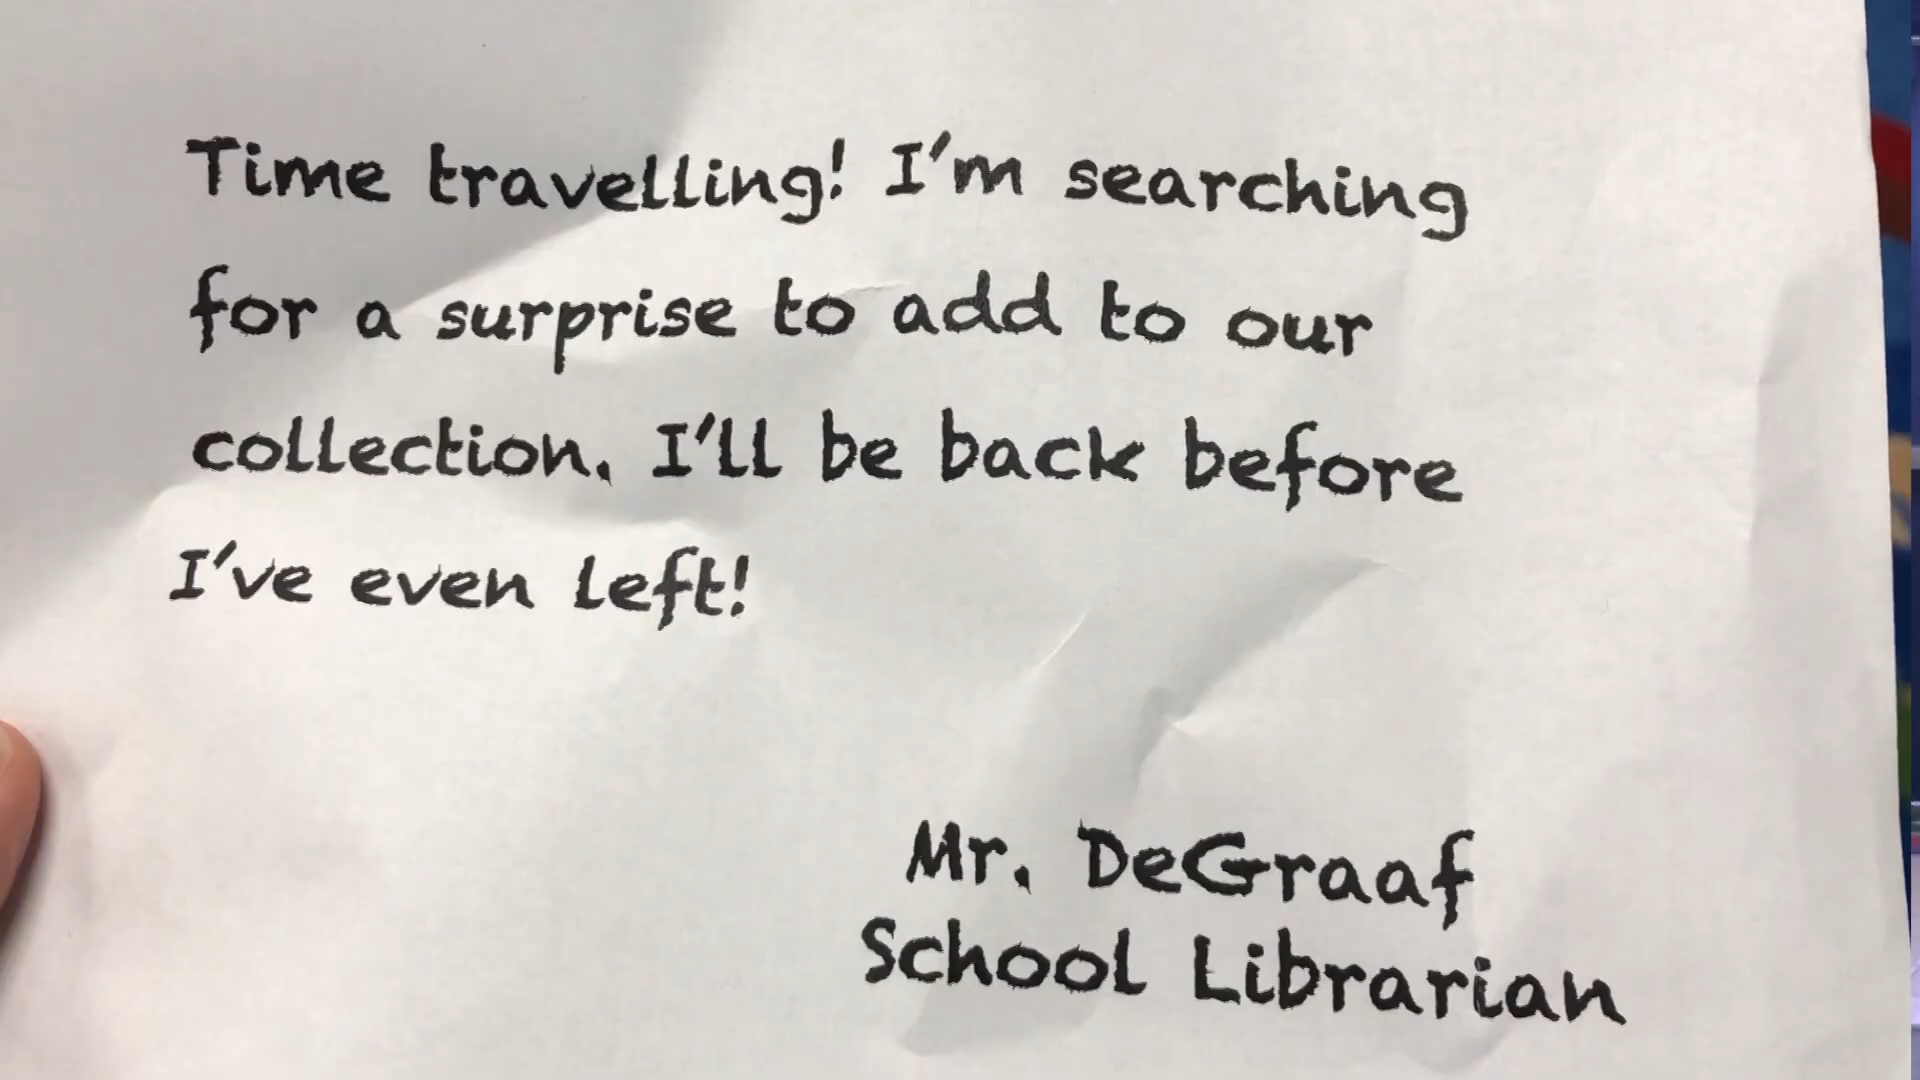 Time travelling! I'm searching
for a surprise to add to our
collection. I'll be back before
I've even left!
Mr. DeGraaf
School Librarian